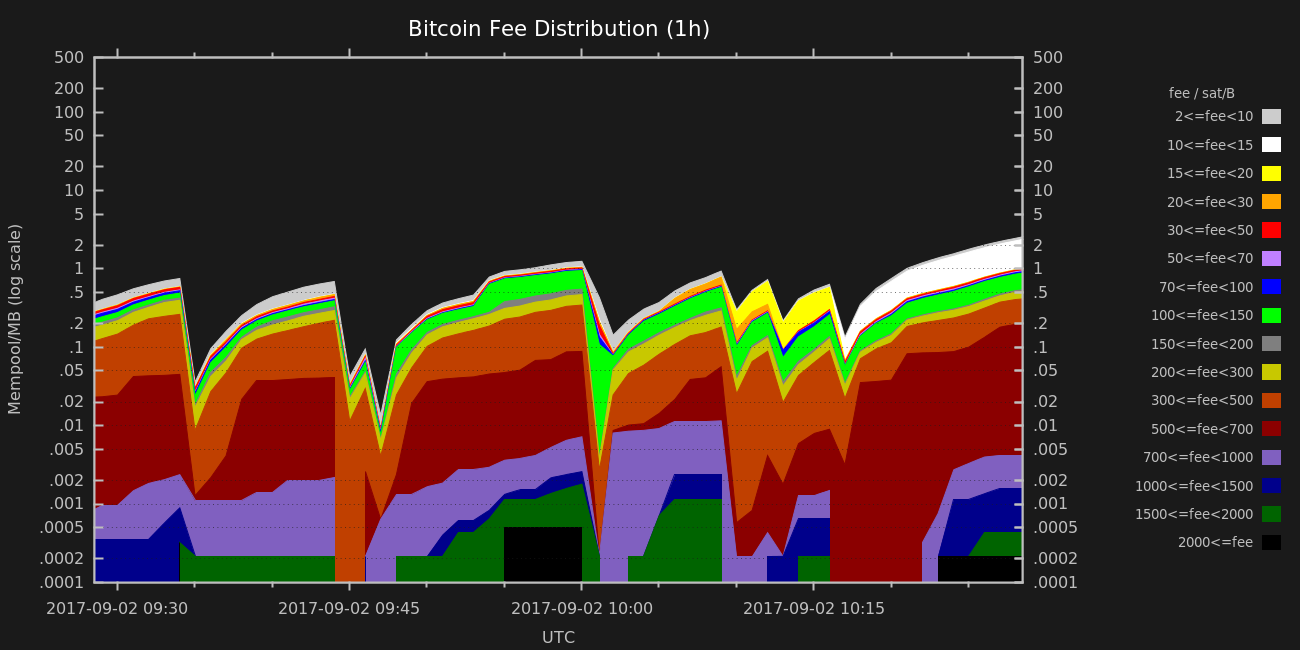 Bitcoin Fee Distribution (1h)
Mempool/MB (log scale)
500
200
100
50
20
10
5
2
1
.5
.2
.1
.05
.02
.01
.005
.002
.001
.0005
.0002
.0001
500
200
100
50
20
10
5
2
1
.5
.2
.1
.05
.02
.01
.005
.002
.001
.0005
.0002
.0001
fee / sat/B
2<=fee<10
10<=fee<15
15<=fee<20
20<=fee<30
30<=fee<50
50<=fee<70
70<=fee<100
100<=fee<150
150<=fee<200
200<=fee<300
300<=fee<500
500<=fee<700
700<=fee<1000
1000<=fee<1500
1500<=fee<2000
2000<=fee
2017-09-02 09:30 2017-09-02 09:45 2017-09-02 10:00 2017-09-02 10:15
UTC